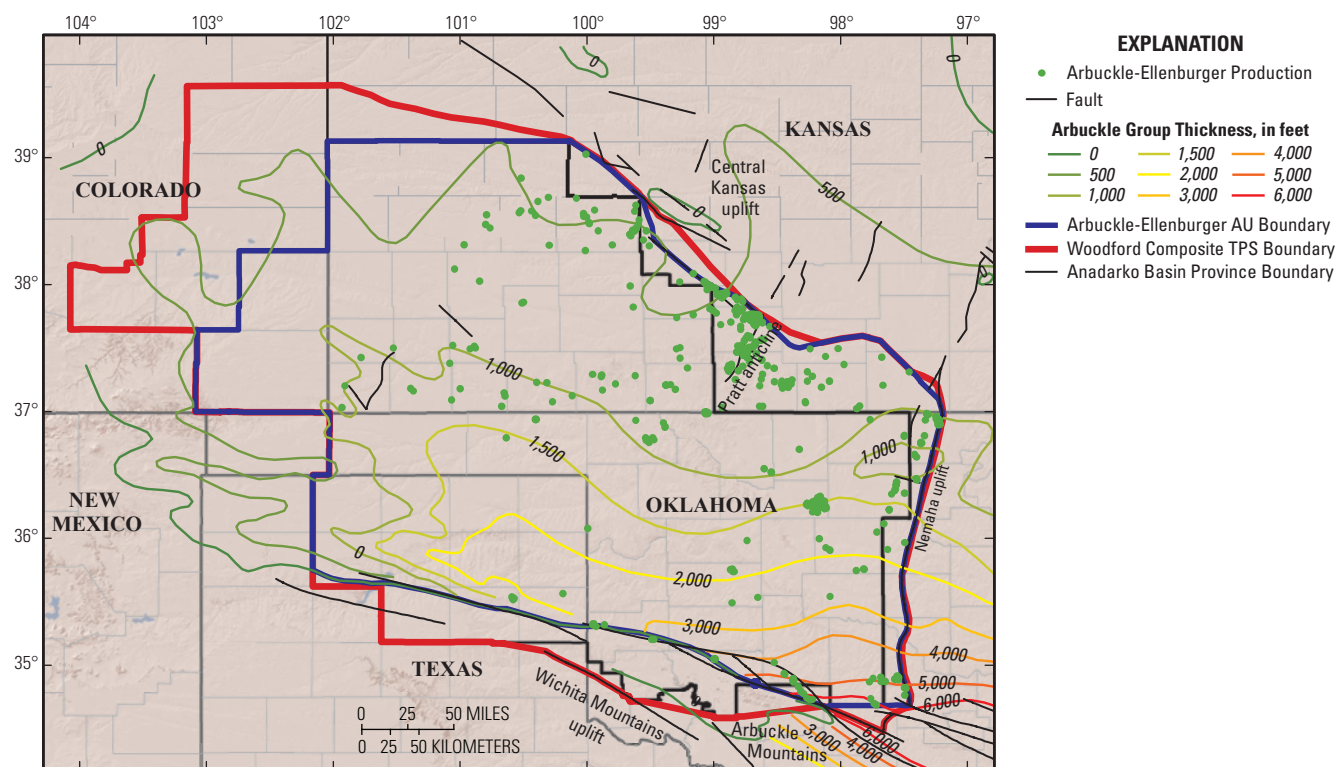 104° 103° 102° 101° 100° 99° 98° 97°
39°
38°
37°
36°
35°
0
0
0
KANSAS
Central
Kansas
uplift
500
0
0
COLORADO
Pratt anticline
1,000
1,500
1,000
NEW
MEXICO
OKLAHOMA
Nemaha uplift
0
2,000
3,000
4,000
5,000
6,000
TEXAS
Wichita Mountains
uplift
Arbuckle
Mountains
3,000
4,000
6,000
0 25 50 MILES
0 25 50 KILOMETERS
EXPLANATION
Arbuckle-Ellenburger Production
Fault
Arbuckle Group Thickness, in feet
0 1,500 4,000
500 2,000 5,000
1,000 3,000 6,000
Arbuckle-Ellenburger AU Boundary
Woodford Composite TPS Boundary
Anadarko Basin Province Boundary